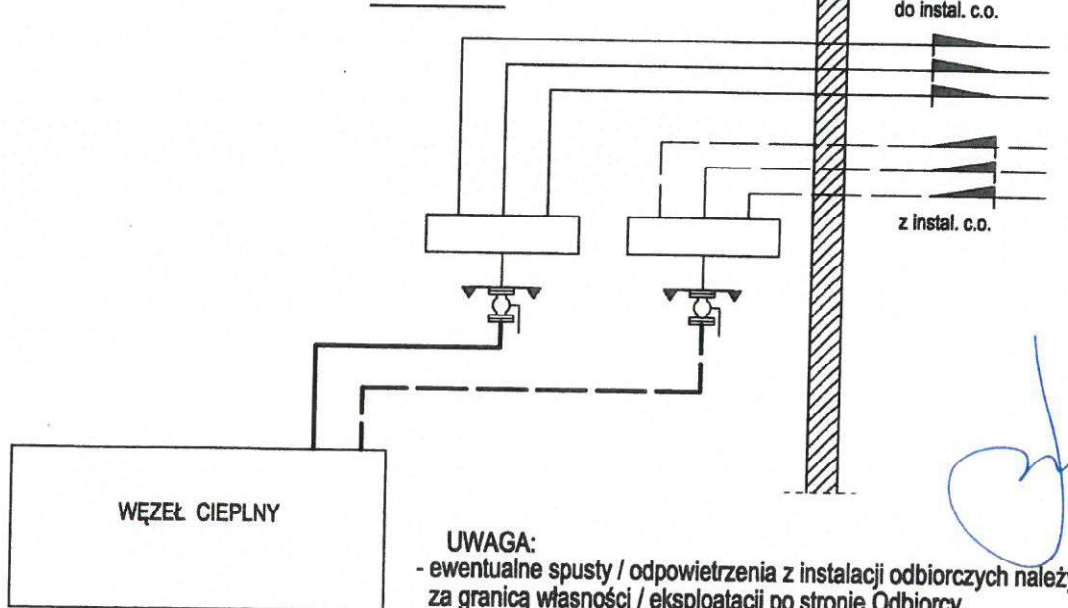 do instal. c.o.
z instal. c.o.
WĘZEŁ CIEPLNY
UWAGA:
- ewentualne spusty / odpowietrzenia z instalacji odbiorczych należy
za granicą własności / eksploatacji po stronie Odbiorcy